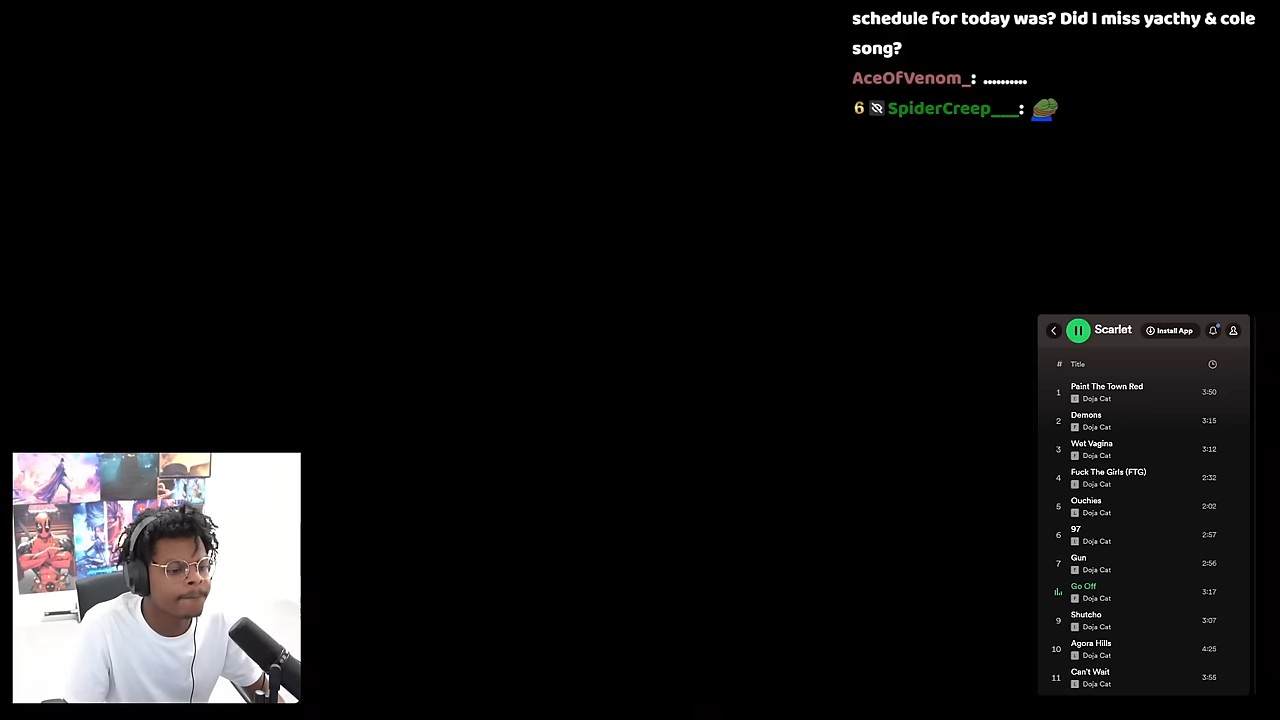 schedule for today was? Did I miss yacthy & cole
song?
AceOfVenom_: ..........
6 SpiderCreep___:
Scarlet
Install App
# Title
1 Paint The Town Red 3:50
E Doja Cat
2 Demons 3:15
E Doja Cat
3 Wet Vagina 3:12
E Doja Cat
4 Fuck The Girls (FTG) 2:32
E Doja Cat
5 Ouchies 2:02
E Doja Cat
6 97 2:57
E Doja Cat
7 Gun 2:56
E Doja Cat
Go Off 3:17
E Doja Cat
9 Shutcho 3:07
E Doja Cat
10 Agora Hills 4:25
E Doja Cat
11 Can't Wait 3:55
E Doja Cat
DEADPOOL